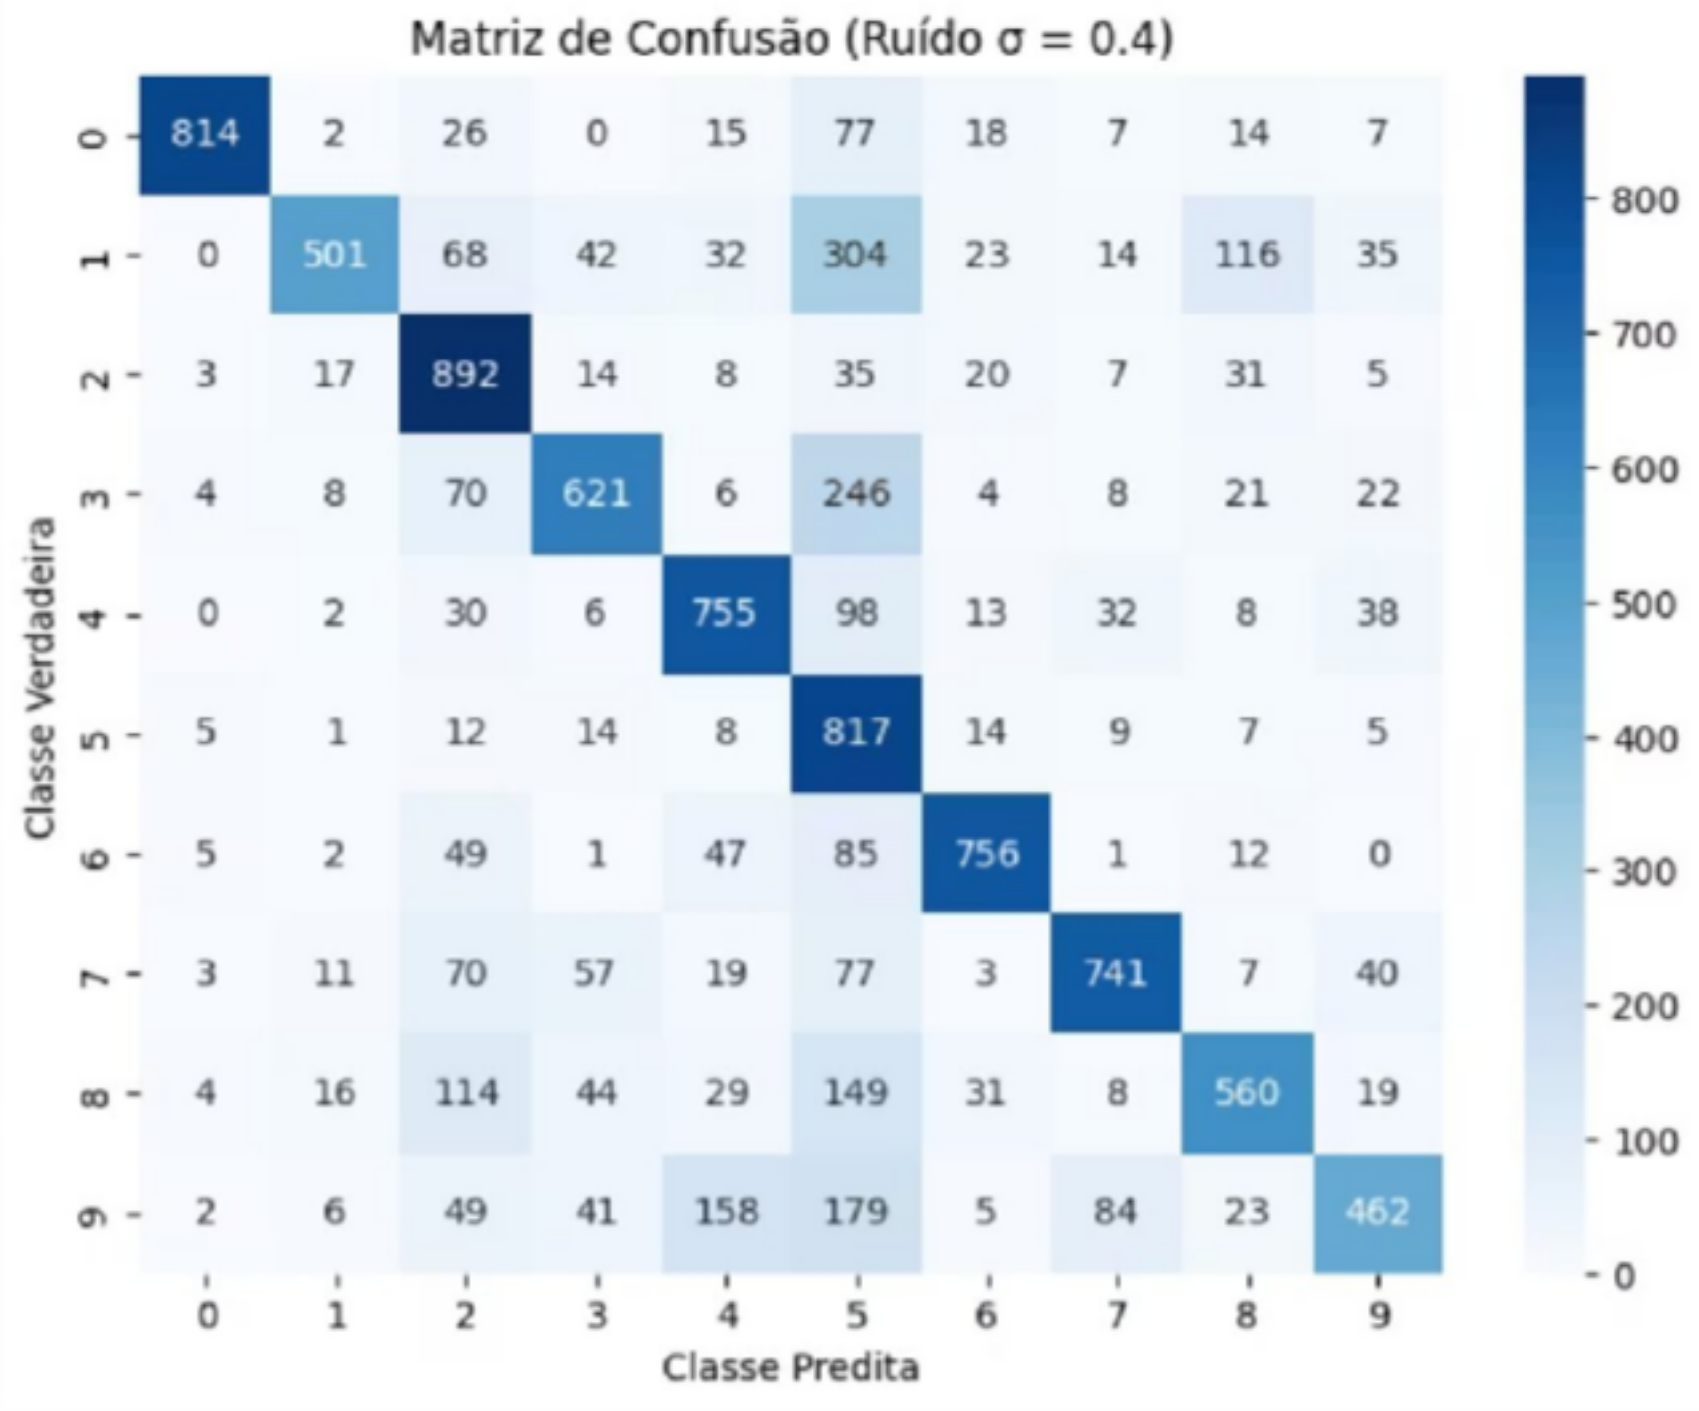 Matriz de Confusão (Ruído σ = 0.4)
0 814 2 26 0 15 77 18 7 14 7
1 0 501 68 42 32 304 23 14 116 35
2 3 17 892 14 8 35 20 7 31 5
3 4 8 70 621 6 246 4 8 21 22
4 0 2 30 6 755 98 13 32 8 38
5 5 1 12 14 8 817 14 9 7 5
6 5 2 49 1 47 85 756 1 12 0
7 3 11 70 57 19 77 3 741 7 40
8 4 16 114 44 29 149 31 8 560 19
9 2 6 49 41 158 179 5 84 23 462
0 1 2 3 4 5 6 7 8 9
Classe Predita
Classe Verdadeira
800
700
600
500
400
300
200
100
0